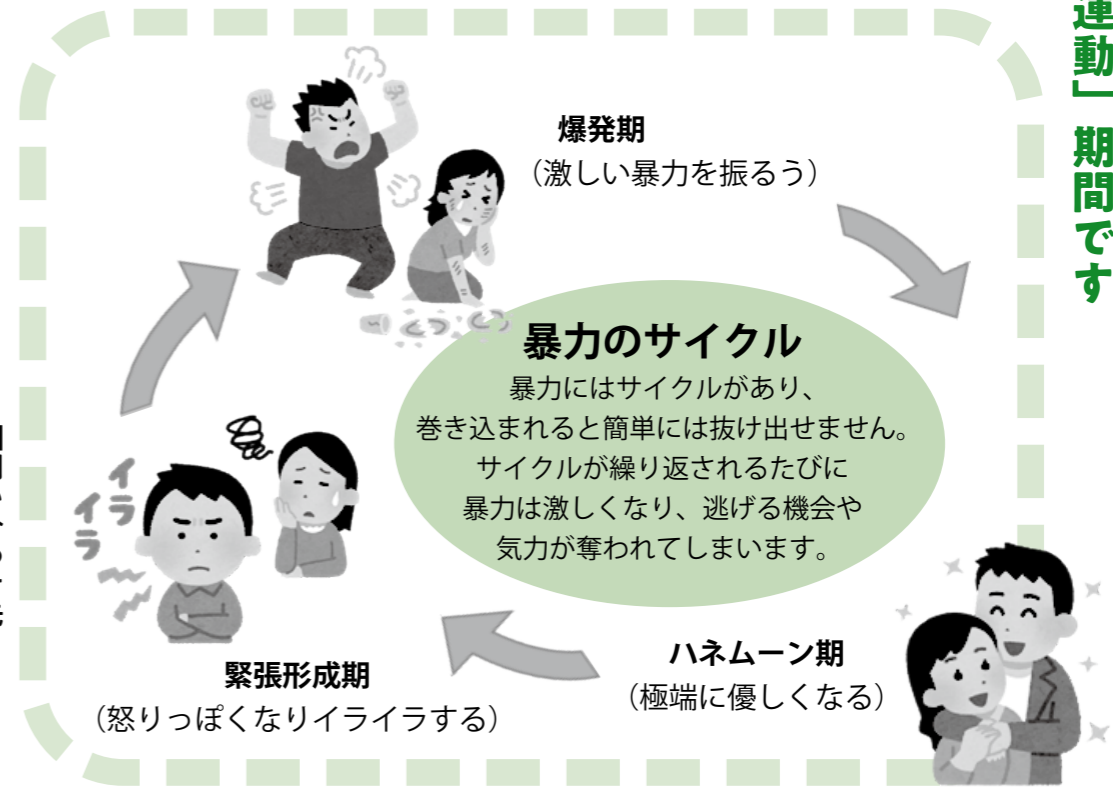 運動」期間です
爆発期
（激しい暴力を振るう）
暴力のサイクル
暴力にはサイクルがあり、
巻き込まれると簡単には抜け出せません。
サイクルが繰り返されるたびに
暴力は激しくなり、逃げる機会や
気力が奪われてしまいます。
イライラ
ハネムーン期
（極端に優しくなる）
緊張形成期
（怒りっぽくなりイライラする）